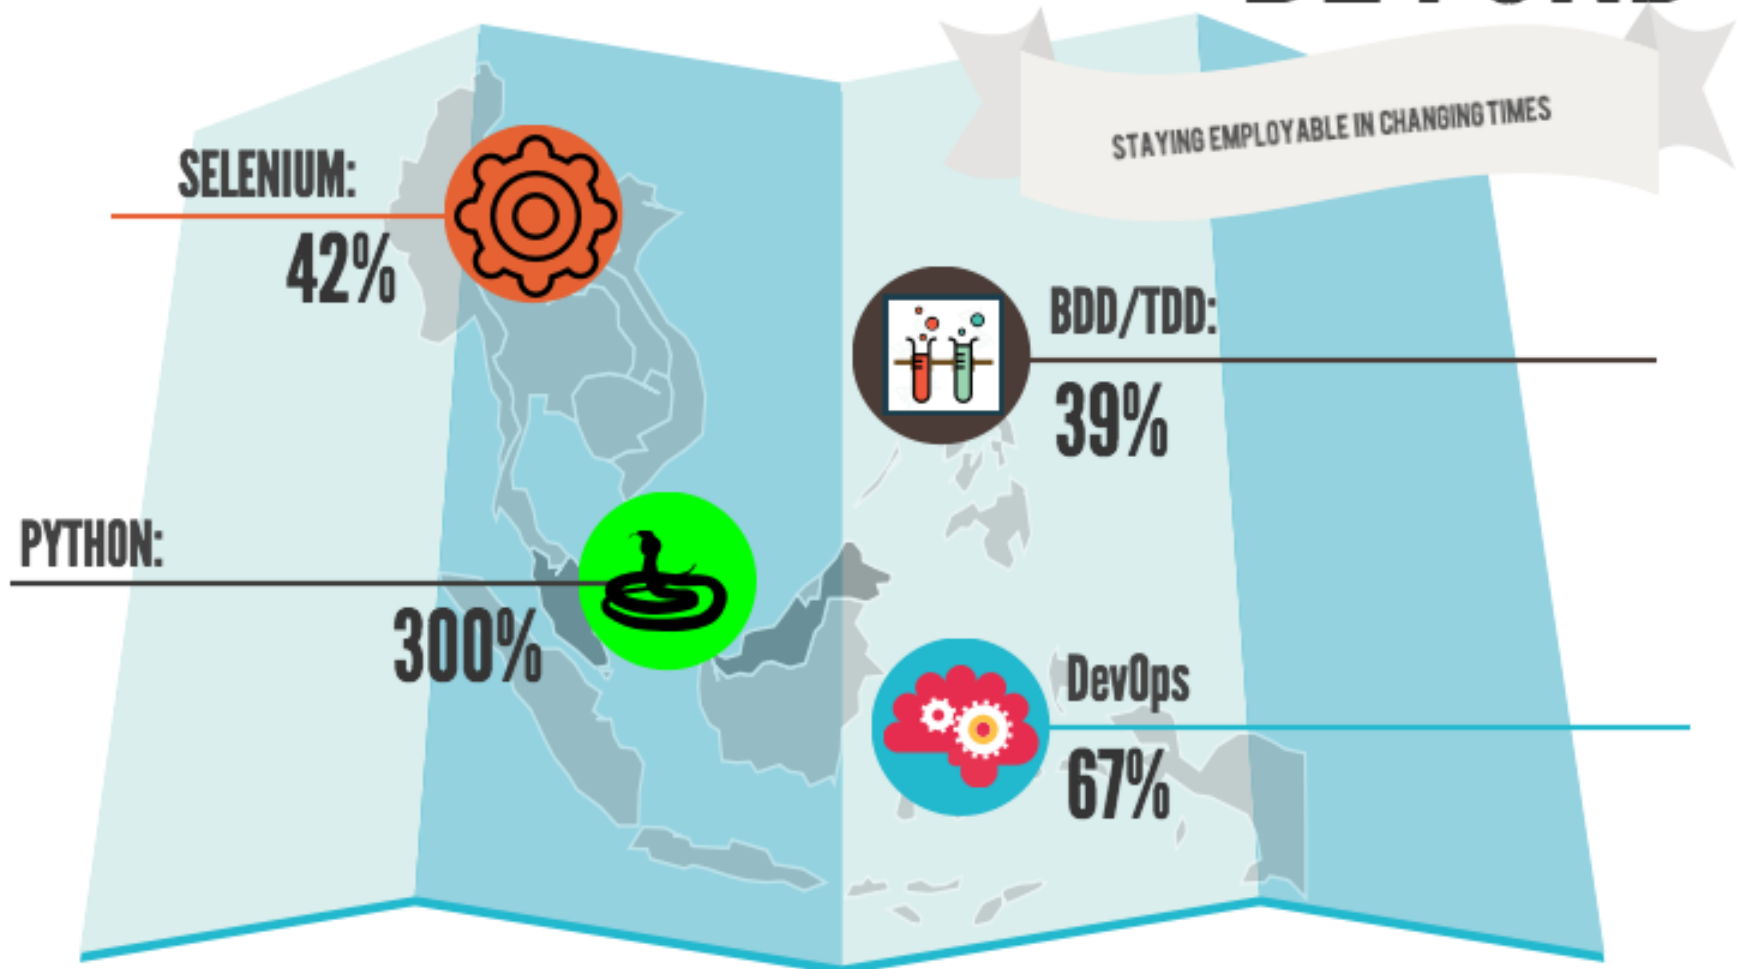 STAYING EMPLOYABLE IN CHANGING TIMES
SELENIUM:
42%
BDD/TDD:
39%
PYTHON:
300%
DevOps
67%